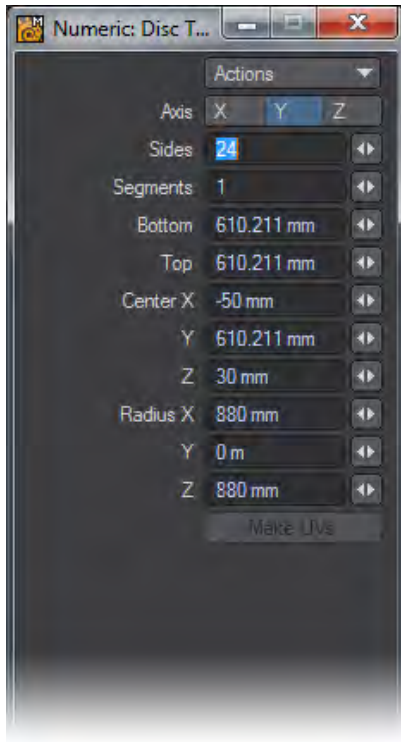 Numeric: Disc T...
Actions
Axis X Y Z
Sides 24
Segments 1
Bottom 610.211 mm
Top 610.211 mm
Center X -50 mm
Y 610.211 mm
Z 30 mm
Radius X 880 mm
Y 0 m
Z 880 mm
Make UVs